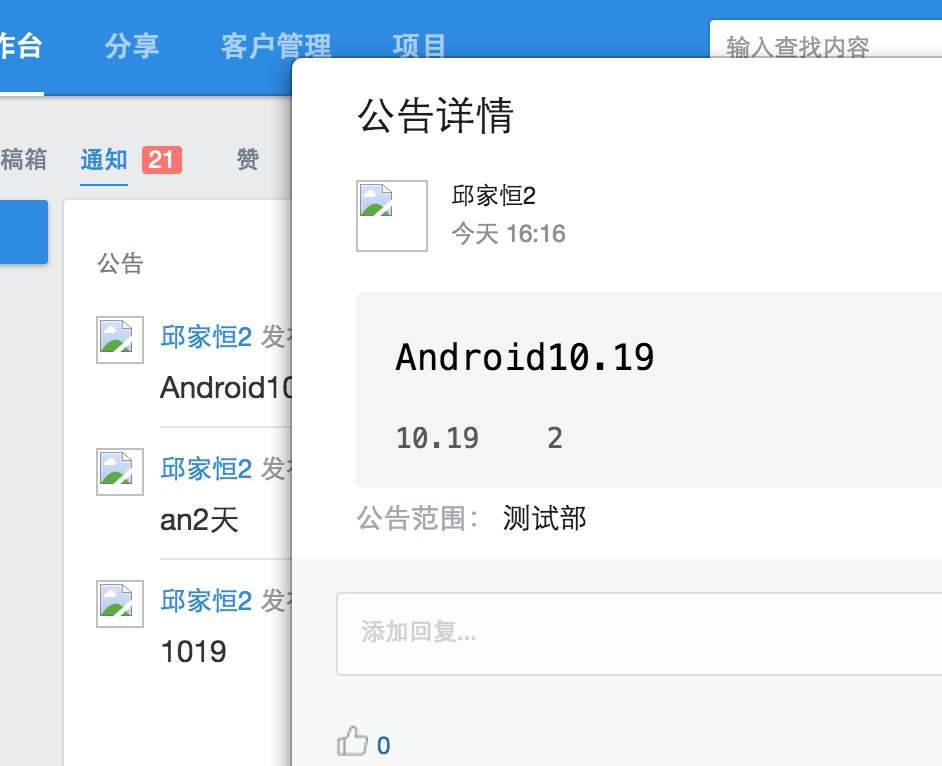 作台 分享 客户管理 项目 输入查找内容
稿箱 通知 21 赞
公告
邱家恒2 发布
Android10
邱家恒2 发布
an2天
邱家恒2 发布
1019
公告详情
邱家恒2
今天 16:16
Android10.19
10.19 2
公告范围： 测试部
添加回复...
0